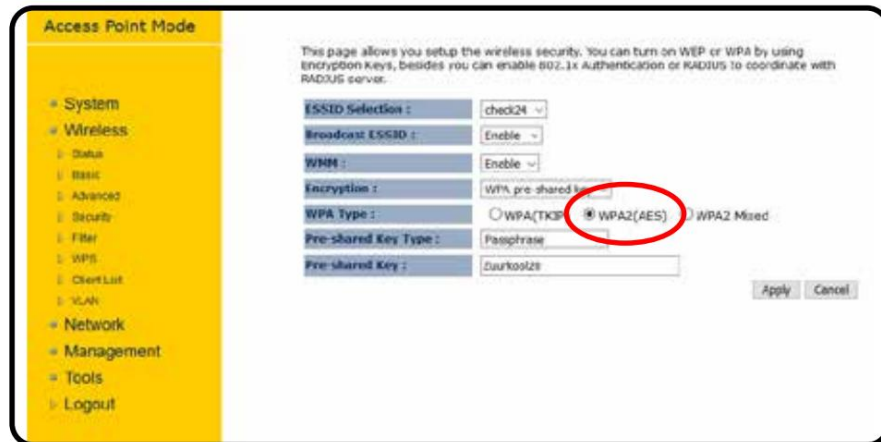 Access Point Mode
This page allows you setup the wireless security. You can turn on WEP or WPA by using
Encryption Keys, besides you can enable 802.1x Authentication or RADIUS to coordinate with
RADIUS server.
System
Wireless
Status
Basic
Advanced
Security
Filter
WPS
Client List
VLAN
Network
Management
Tools
Logout
ESSID Selection : check24
Broadcast ESSID : Enable
WMM : Enable
Encryption : WPA pre-shared key
WPA Type : WPA(TKIP WPA2(AES) WPA2 Mixed
Pre-shared Key Type : Passphrase
Pre-shared Key :
Apply Cancel